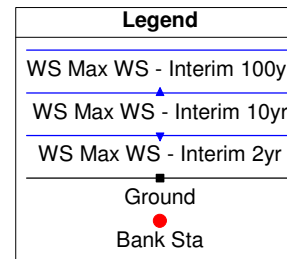 Legend
WS Max WS - Interim 100y
WS Max WS - Interim 10yr
WS Max WS - Interim 2yr
Ground
Bank Sta